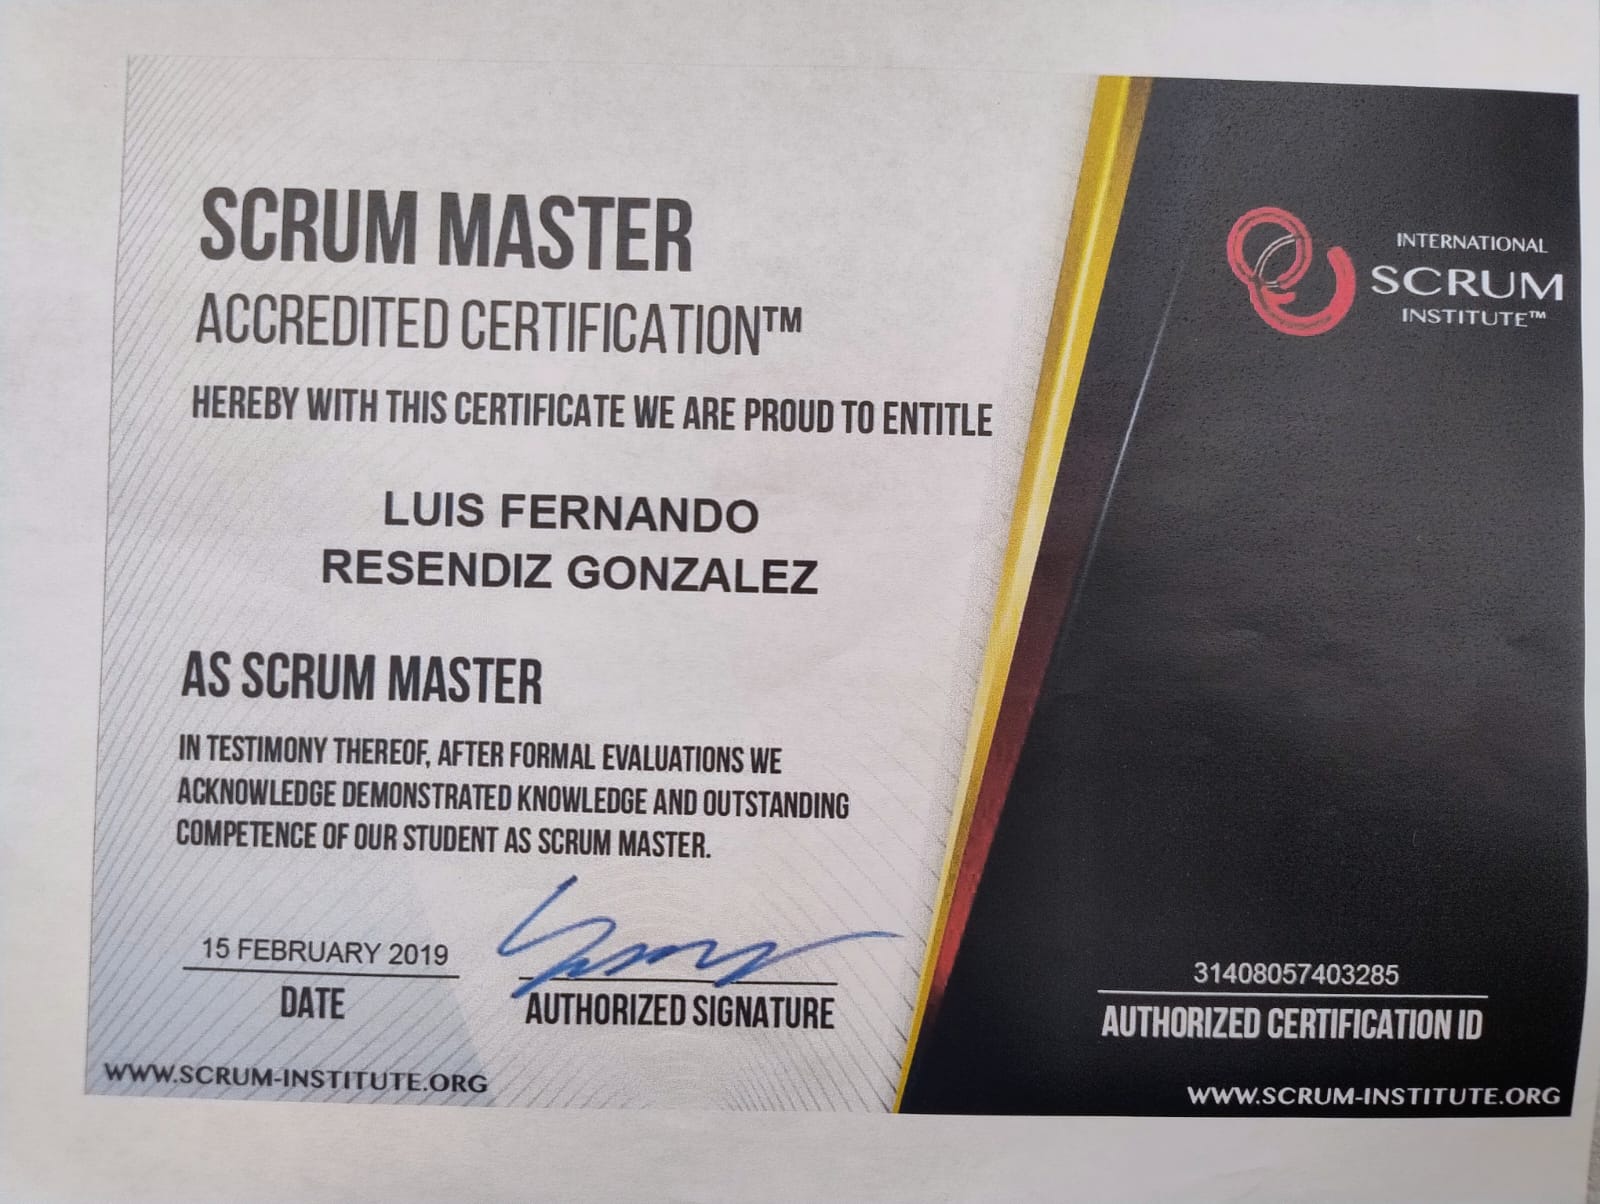 SCRUM MASTER
ACCREDITED CERTIFICATION™
HEREBY WITH THIS CERTIFICATE WE ARE PROUD TO ENTITLE
LUIS FERNANDO
RESENDIZ GONZALEZ
AS SCRUM MASTER
IN TESTIMONY THEREOF, AFTER FORMAL EVALUATIONS WE
ACKNOWLEDGE DEMONSTRATED KNOWLEDGE AND OUTSTANDING
COMPETENCE OF OUR STUDENT AS SCRUM MASTER.
15 FEBRUARY 2019
DATE
AUTHORIZED SIGNATURE
WWW.SCRUM-INSTITUTE.ORG
INTERNATIONAL
SCRUM
INSTITUTE™
31408057403285
AUTHORIZED CERTIFICATION ID
WWW.SCRUM-INSTITUTE.ORG